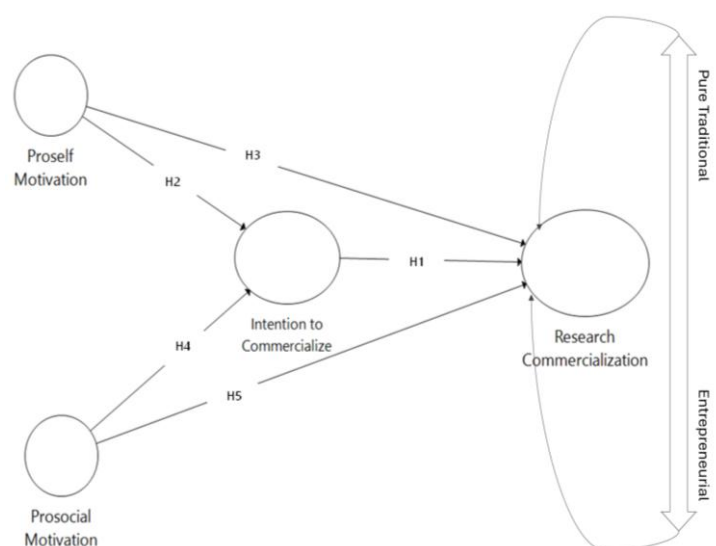 Proself
Motivation
H3
H2
H1
Intention to
Commercialize
H4
H5
Prosocial
Motivation
Research
Commercialization
Pure Traditional
Entrepreneurial